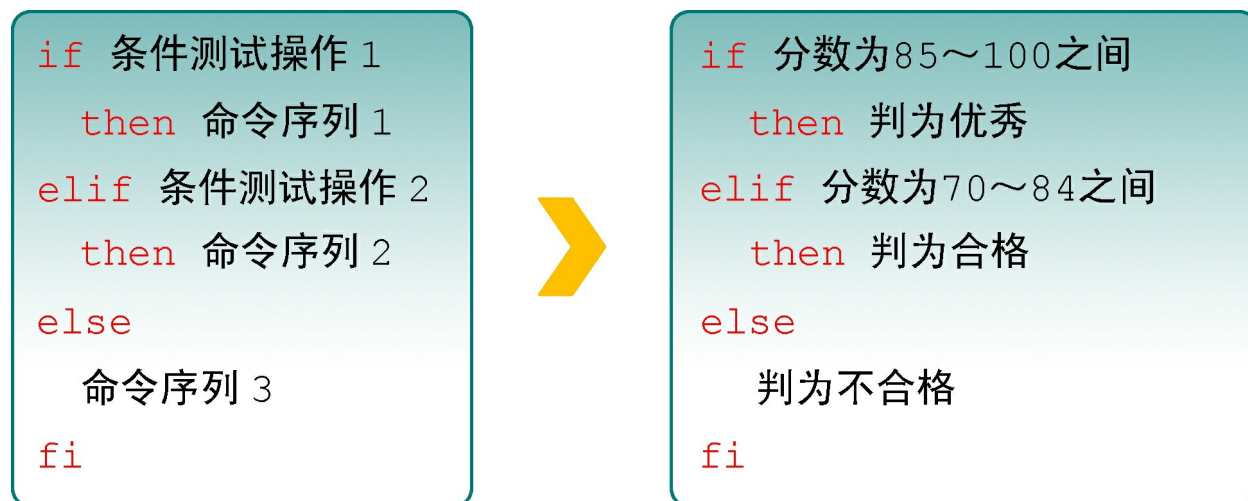 if 条件测试操作 1
then 命令序列 1
elif 条件测试操作 2
then 命令序列 2
else
命令序列 3
fi
if 分数为85～100之间
then 判为优秀
elif 分数为70～84之间
then 判为合格
else
判为不合格
fi